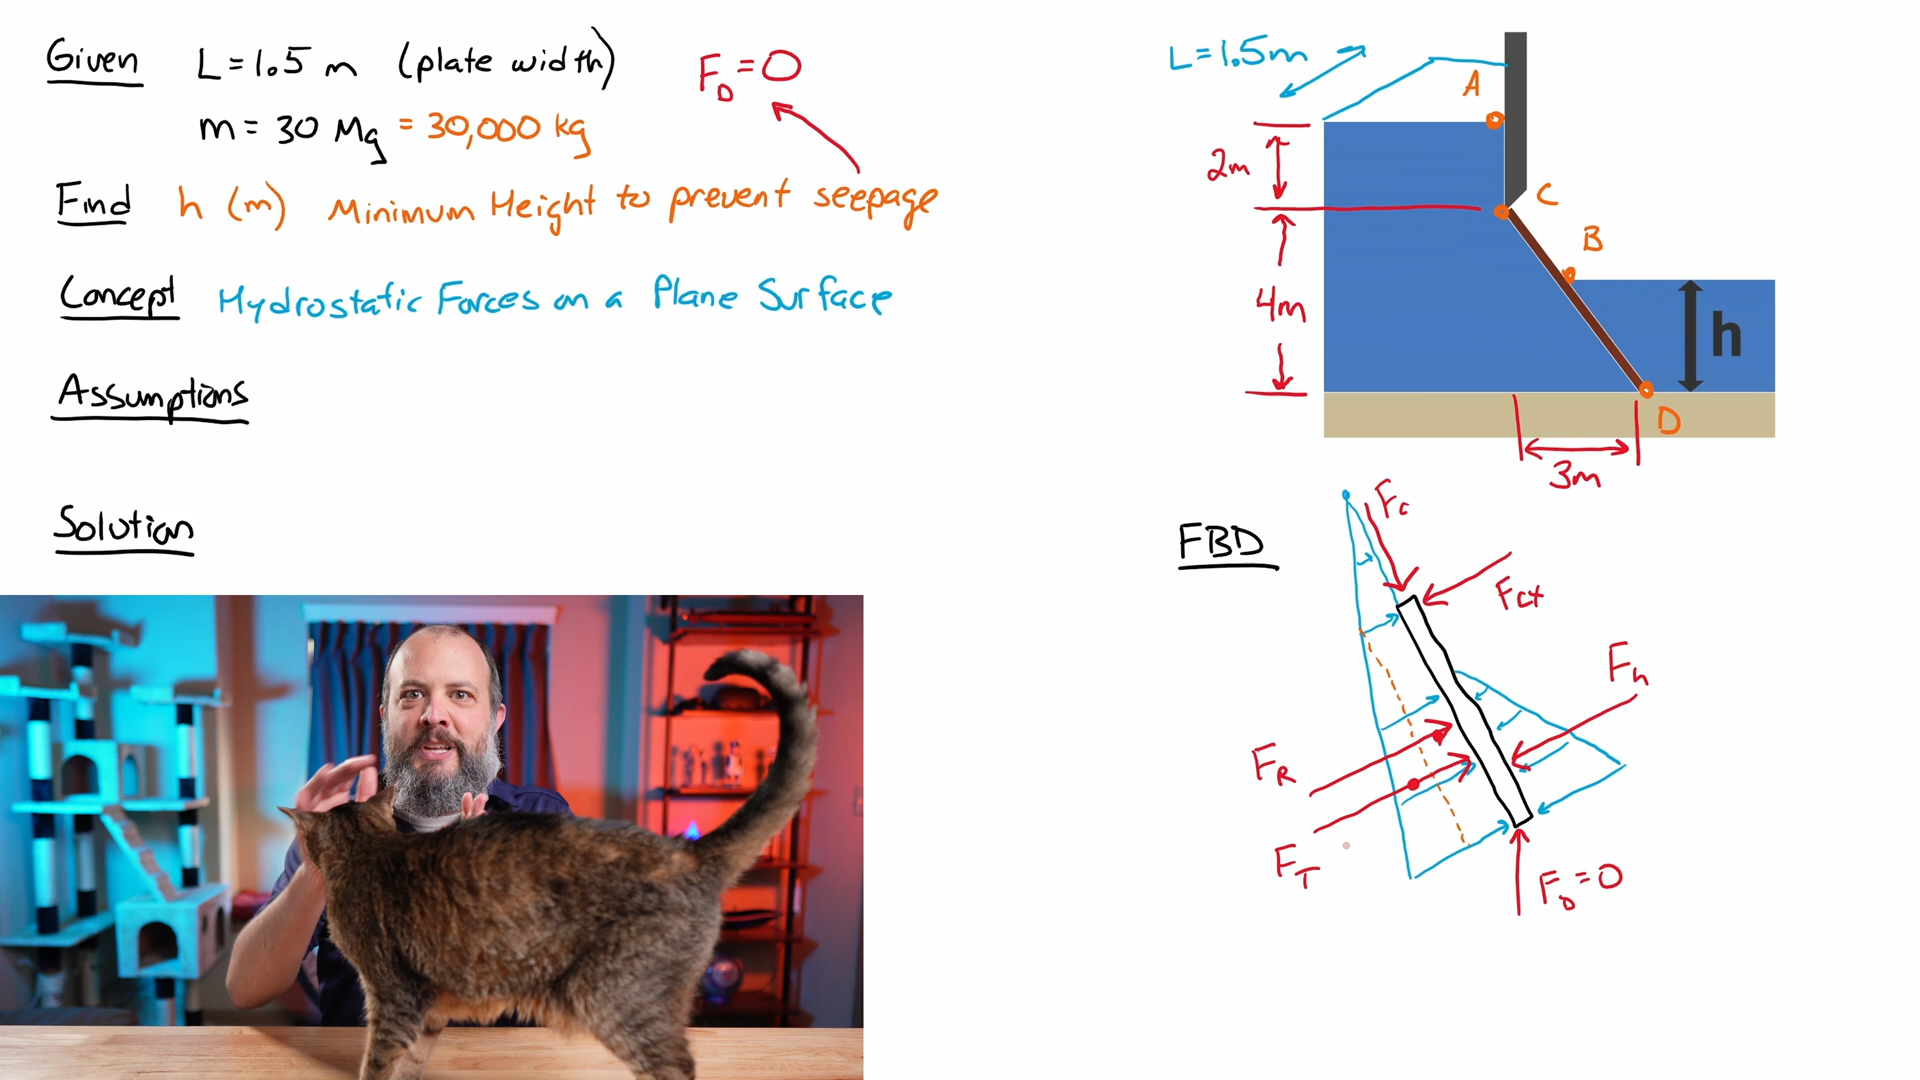 Given L = 1.5 m (plate width)
m = 30 Mg = 30,000 kg
F_D = 0
Find h (m) Minimum Height to prevent seepage
Concept Hydrostatic Forces on a Plane Surface
Assumptions
Solution
L = 1.5m
A
2m
C
B
4m
h
D
3m
FBD
F_C
F_Cx
F_h
F_R
F_T
F_D = 0